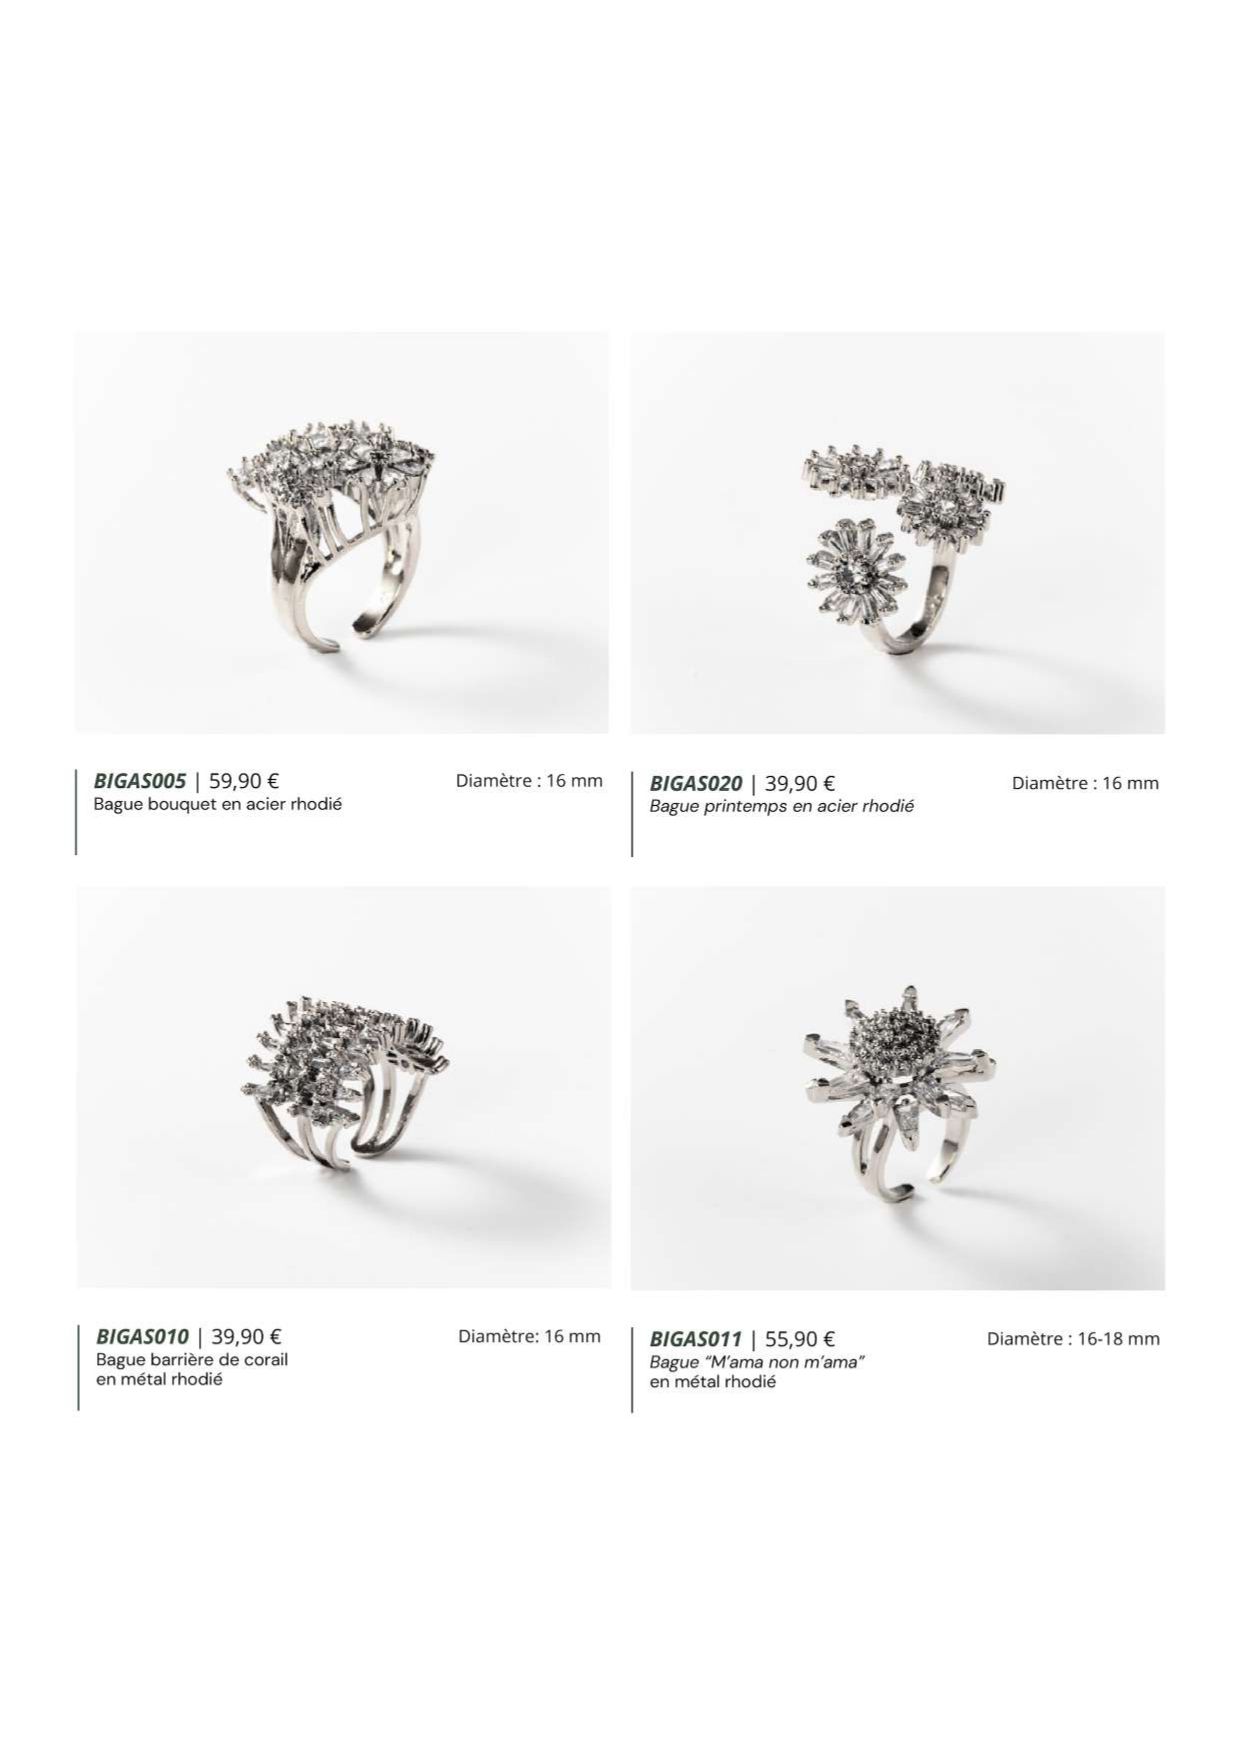 BIGAS005 | 59,90 € Diamètre : 16 mm
Bague bouquet en acier rhodié
BIGAS020 | 39,90 € Diamètre : 16 mm
Bague printemps en acier rhodié
BIGAS010 | 39,90 € Diamètre: 16 mm
Bague barrière de corail
en métal rhodié
BIGAS011 | 55,90 € Diamètre : 16-18 mm
Bague “M’ama non m’ama”
en métal rhodié